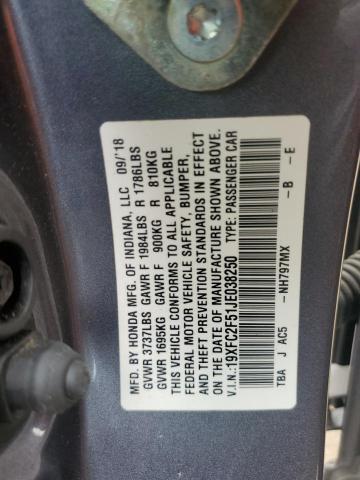 MFD. BY HONDA MFG. OF INDIANA, LLC 09/'18
GVWR 3737LBS GAWR F 1984LBS R 1786LBS
GVWR 1695KG GAWR F 900KG R 810KG
THIS VEHICLE CONFORMS TO ALL APPLICABLE
FEDERAL MOTOR VEHICLE SAFETY, BUMPER,
AND THEFT PREVENTION STANDARDS IN EFFECT
ON THE DATE OF MANUFACTURE SHOWN ABOVE.
V.I.N.:19XFC2F51JE038250 TYPE: PASSENGER CAR
TBA J AC5 -NH797MX -B -E